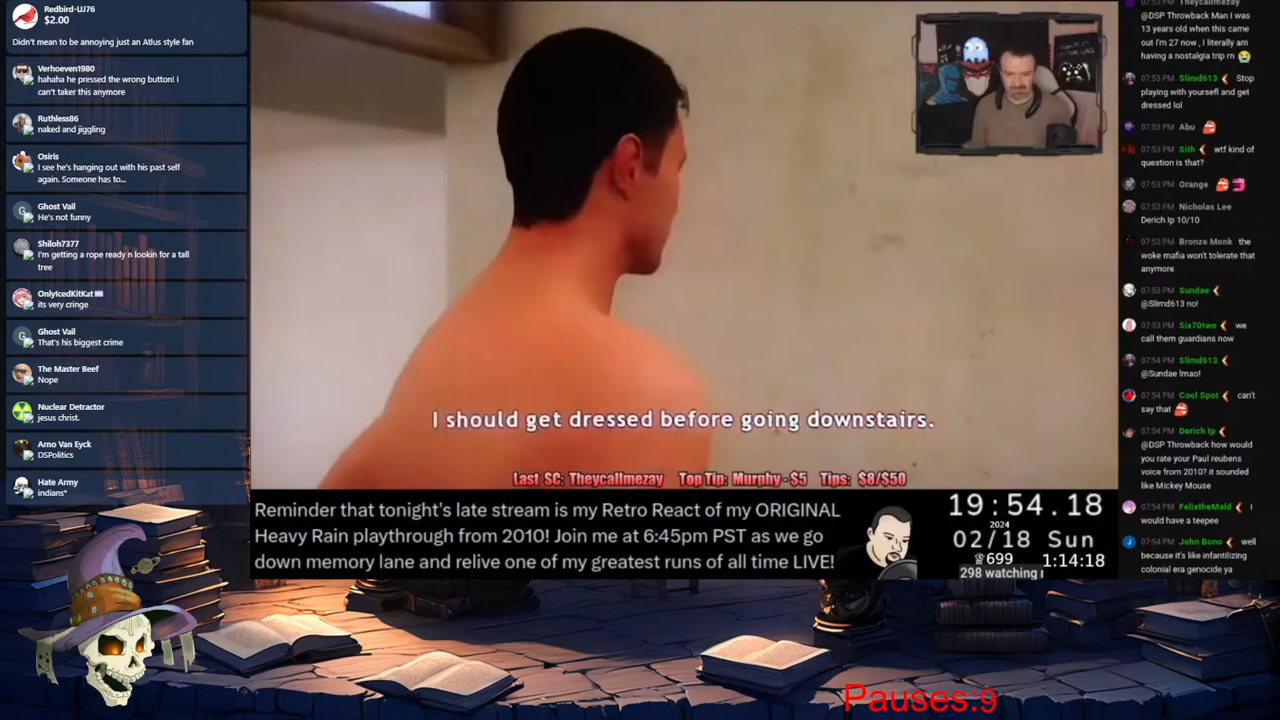 Redbird-UJ76
$2.00
Didn't mean to be annoying just an Atlus style fan
Verhoeven1980
hahaha he pressed the wrong button! I
can't taker this anymore
Ruthless86
naked and jiggling
Osiris
I see he's hanging out with his past self
again. Someone has to...
Ghost Vail
He's not funny
Shiloh7377
I'm getting a rope ready n lookin for a tall
tree
OnlyIcedKitKat
its very cringe
Ghost Vail
That's his biggest crime
The Master Beef
Nope
Nuclear Detractor
jesus christ.
Arno Van Eyck
DSPolitics
Hate Army
indians*
I should get dressed before going downstairs.
Last SC: Theycallmezay Top Tip: Murphy - $5 Tips: $8/$50
Reminder that tonight's late stream is my Retro React of my ORIGINAL
Heavy Rain playthrough from 2010! Join me at 6:45pm PST as we go
down memory lane and relive one of my greatest runs of all time LIVE!
19:54.18
2024
02/18 Sun
699
1:14:18
298 watching
Theycallmezay
@DSP Throwback Man I was
13 years old when this came
out I'm 27 now , I literally am
having a nostalgia trip rn
07:53 PM Slimd613 Stop
playing with yourself and get
dressed lol
07:53 PM Abu
07:53 PM Sith wtf kind of
question is that?
07:53 PM Orange
07:53 PM Nicholas Lee
Derich Ip 10/10
07:53 PM Bronze Monk the
woke mafia won't tolerate that
anymore
07:53 PM Sundae
@Slimd613 no!
07:53 PM Six70two we
call them guardians now
07:54 PM Slimd613
@Sundae lmao!
07:54 PM Cool Spot can't
say that
07:54 PM Derich Ip
@DSP Throwback how would
you rate your Paul reubens
voice from 2010? it sounded
like Mickey Mouse
07:54 PM FelixtheMaid I
would have a teepee
07:54 PM John Bono well
because it's like infantilizing
colonial era genocide ya
Pauses:9